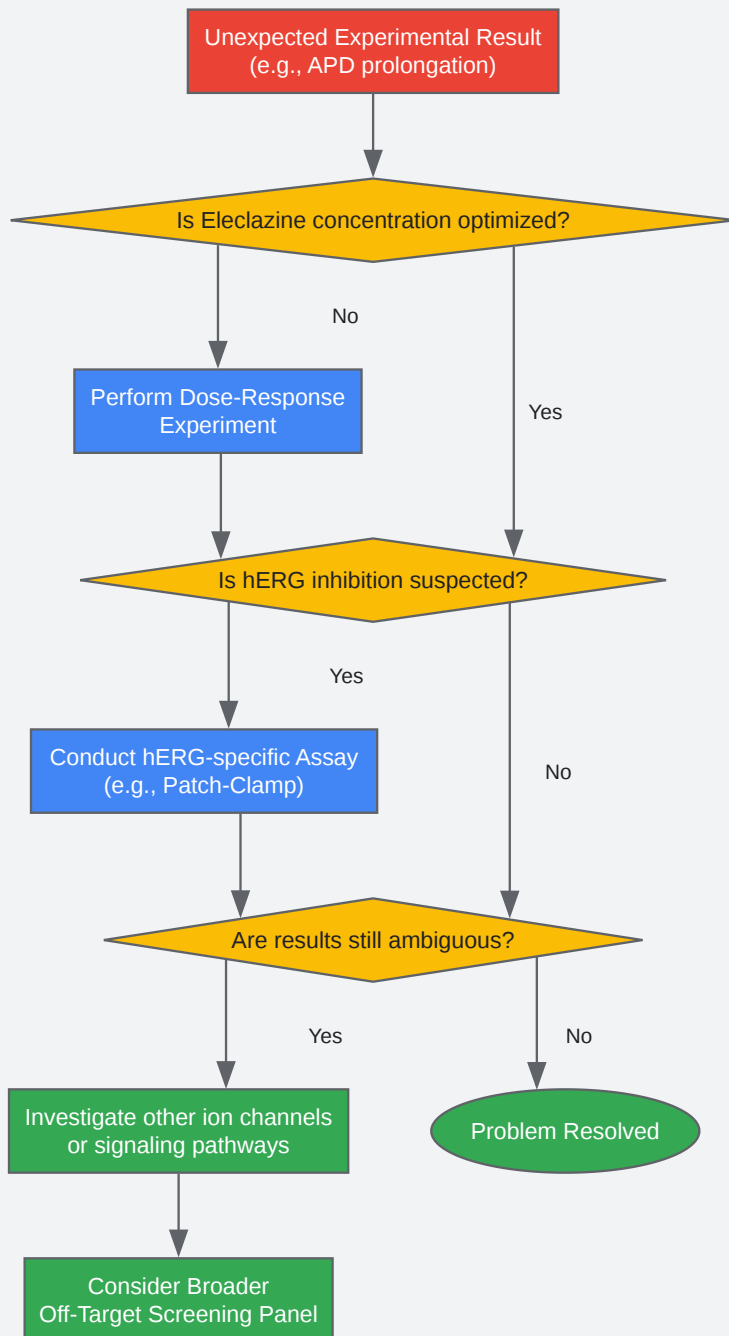 Unexpected Experimental Result
(e.g., APD prolongation)
Is Eleclazine concentration optimized?
No
Perform Dose-Response
Experiment
Yes
Is hERG inhibition suspected?
Yes
Conduct hERG-specific Assay
(e.g., Patch-Clamp)
No
Are results still ambiguous?
Yes
No
Investigate other ion channels
or signaling pathways
Problem Resolved
Consider Broader
Off-Target Screening Panel